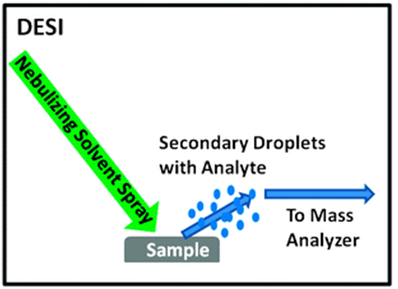 DESI
Nebulizing Solvent Spray
Secondary Droplets
with Analyte
To Mass
Analyzer
Sample